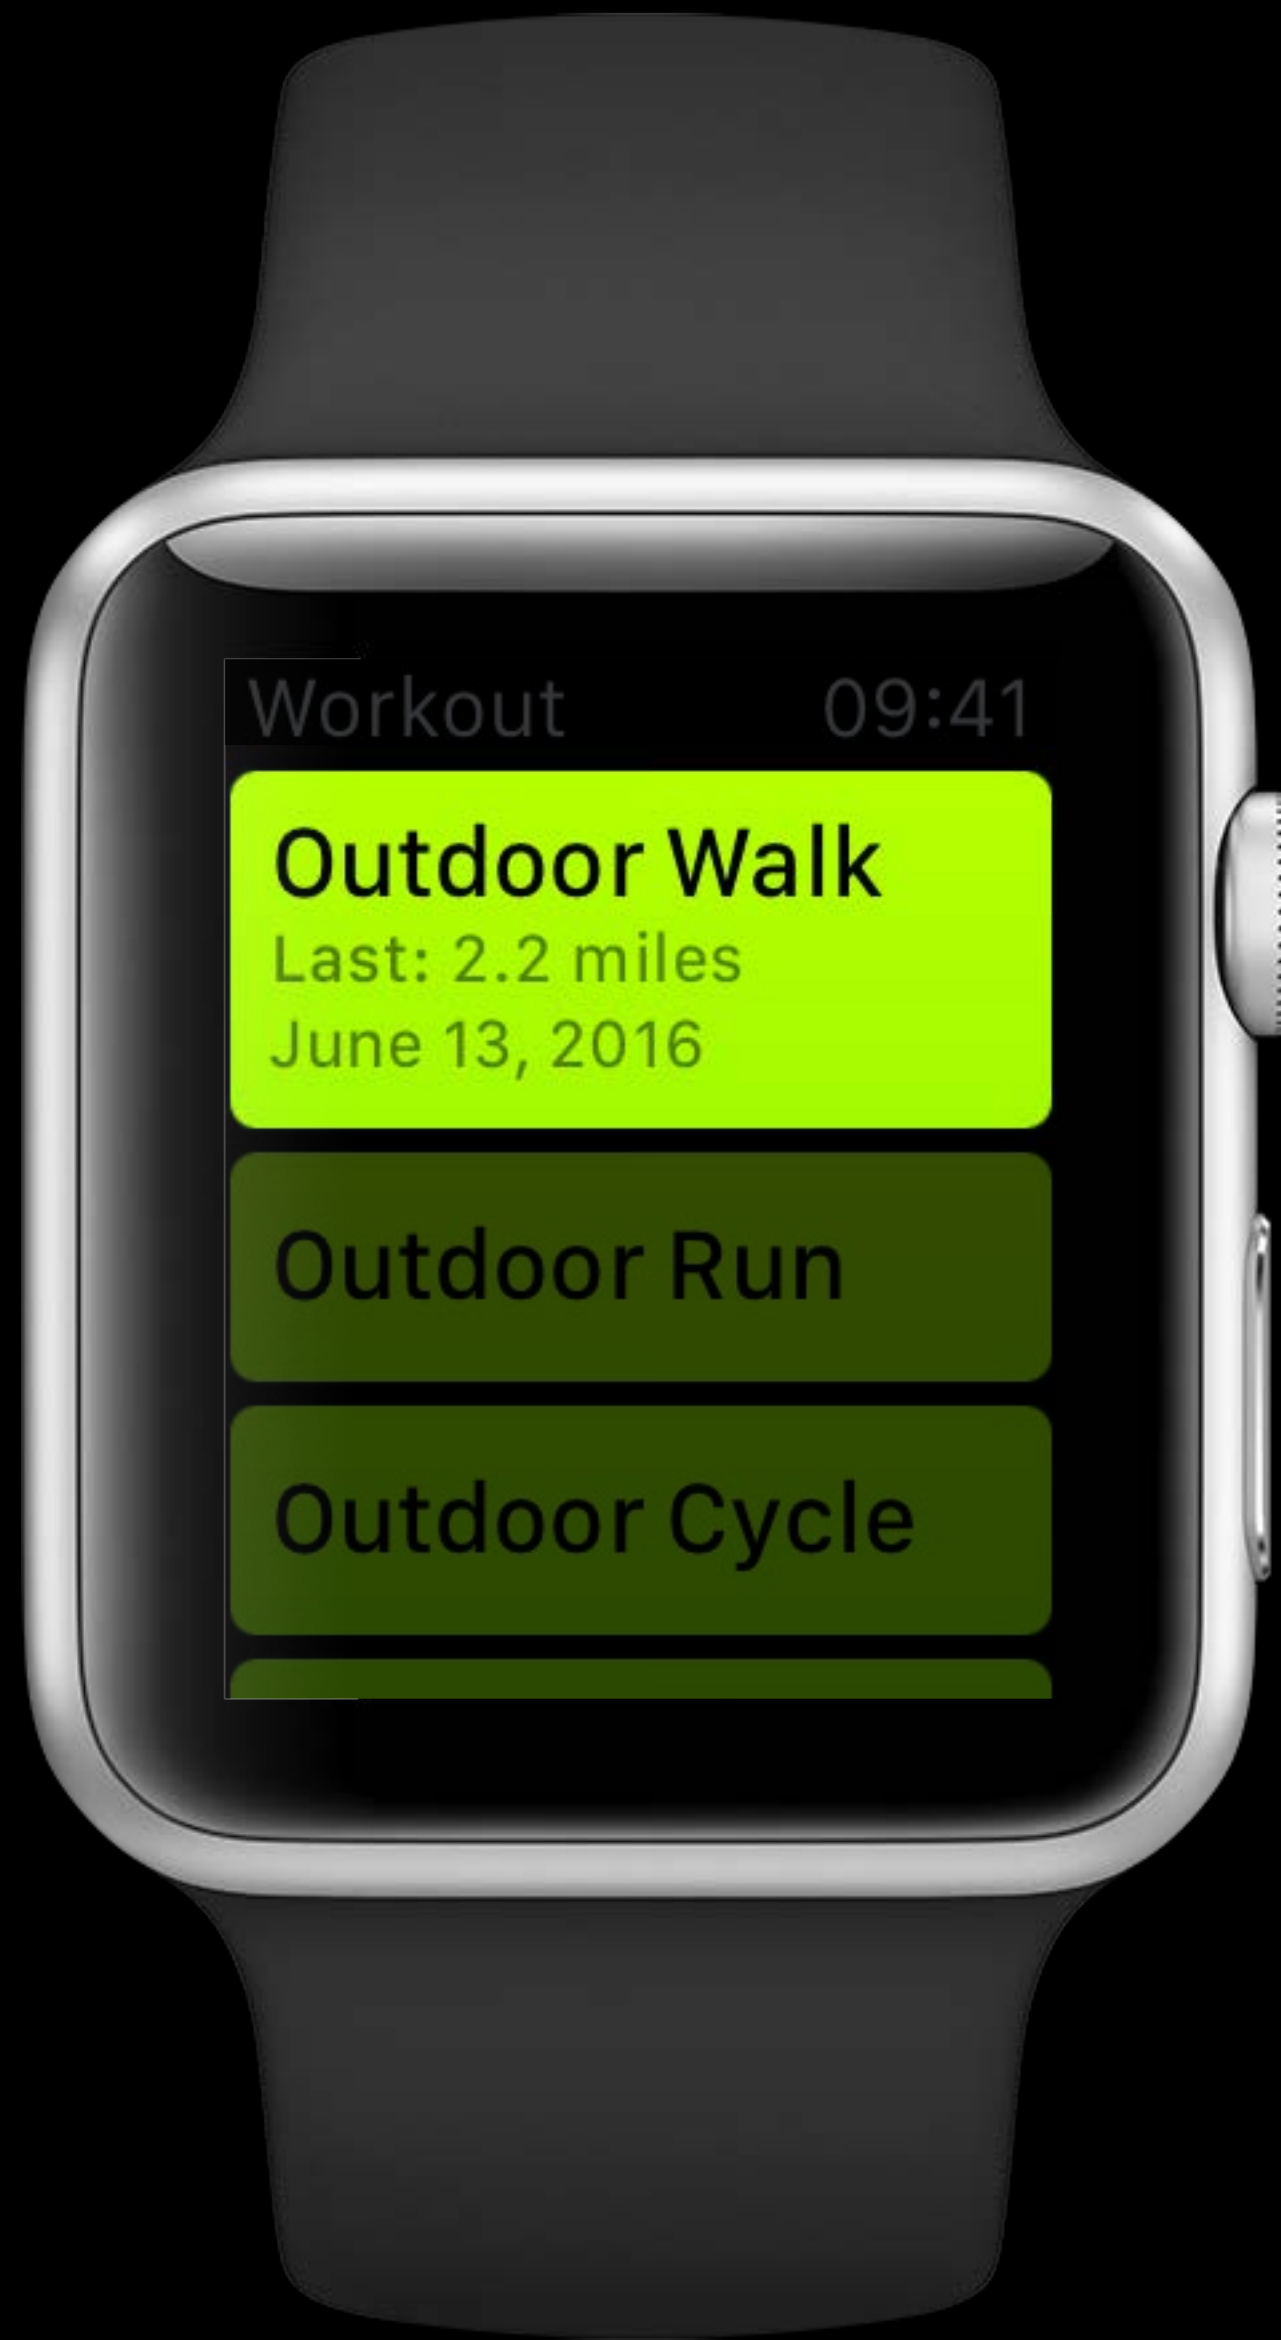 Workout 09:41
Outdoor Walk
Last: 2.2 miles
June 13, 2016
Outdoor Run
Outdoor Cycle